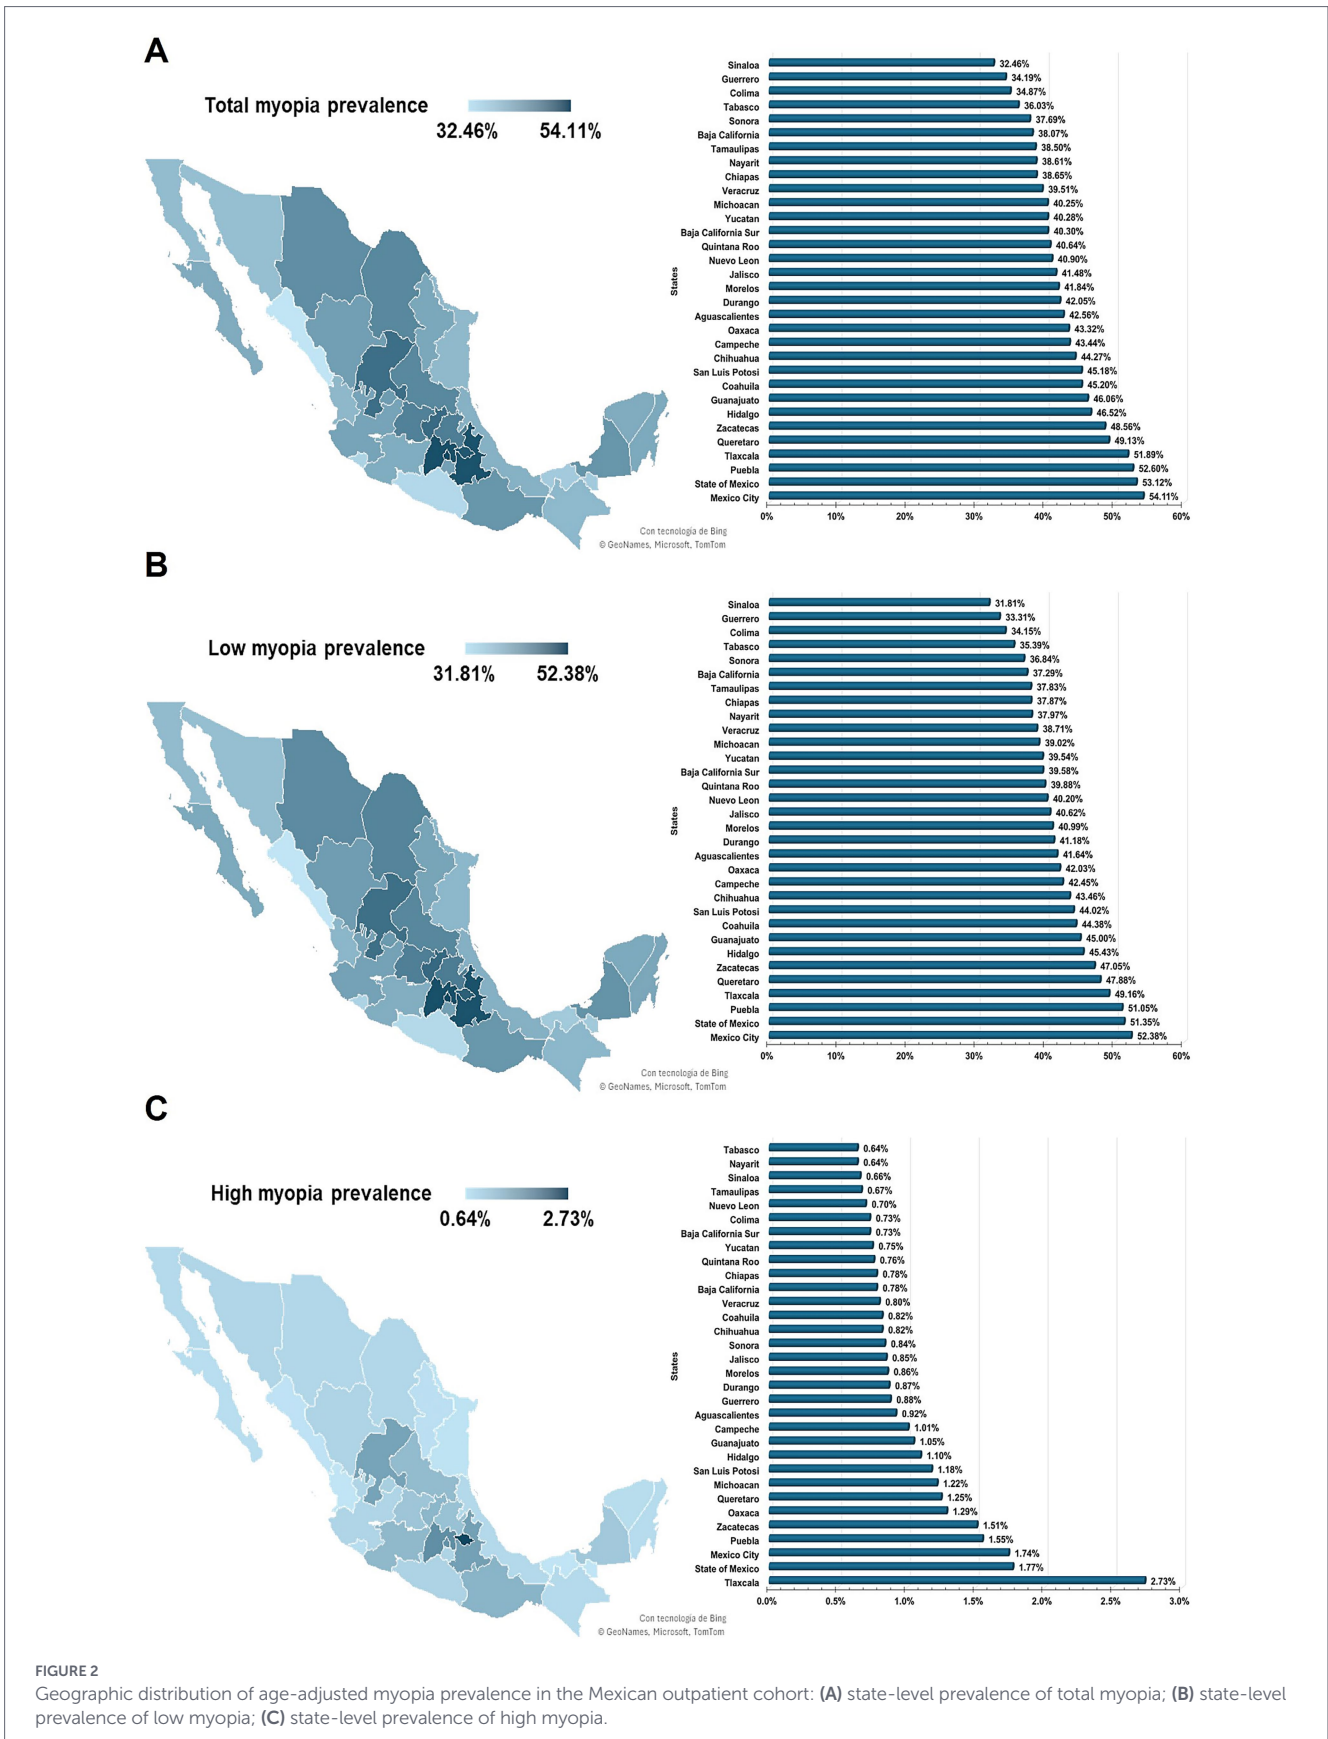 A
Total myopia prevalence
32.46% 54.11%
States
Sinaloa 32.46%
Guerrero 34.19%
Colima 34.87%
Tabasco 36.03%
Sonora 37.69%
Baja California 38.07%
Tamaulipas 38.50%
Nayarit 38.61%
Chiapas 38.65%
Veracruz 39.51%
Michoacan 40.25%
Yucatan 40.28%
Baja California Sur 40.30%
Quintana Roo 40.64%
Nuevo Leon 40.90%
Jalisco 41.48%
Morelos 41.84%
Durango 42.05%
Aguascalientes 42.56%
Oaxaca 43.32%
Campeche 43.44%
Chihuahua 44.27%
San Luis Potosi 45.18%
Coahuila 45.20%
Guanajuato 46.06%
Hidalgo 46.52%
Zacatecas 48.56%
Queretaro 49.13%
Tlaxcala 51.89%
Puebla 52.60%
State of Mexico 53.12%
Mexico City 54.11%
0% 10% 20% 30% 40% 50% 60%
Con tecnología de Bing
© GeoNames, Microsoft, TomTom
B
Low myopia prevalence
31.81% 52.38%
States
Sinaloa 31.81%
Guerrero 33.31%
Colima 34.15%
Tabasco 35.39%
Sonora 36.84%
Baja California 37.29%
Tamaulipas 37.83%
Chiapas 37.87%
Nayarit 37.97%
Veracruz 38.71%
Michoacan 39.02%
Yucatan 39.54%
Baja California Sur 39.58%
Quintana Roo 39.88%
Nuevo Leon 40.20%
Jalisco 40.62%
Morelos 40.99%
Durango 41.18%
Aguascalientes 41.64%
Oaxaca 42.03%
Campeche 42.45%
Chihuahua 43.46%
San Luis Potosi 44.02%
Coahuila 44.38%
Guanajuato 45.00%
Hidalgo 45.43%
Zacatecas 47.05%
Queretaro 47.88%
Tlaxcala 49.16%
Puebla 51.05%
State of Mexico 51.35%
Mexico City 52.38%
0% 10% 20% 30% 40% 50% 60%
Con tecnología de Bing
© GeoNames, Microsoft, TomTom
C
High myopia prevalence
0.64% 2.73%
States
Tabasco 0.64%
Nayarit 0.64%
Sinaloa 0.66%
Tamaulipas 0.67%
Nuevo Leon 0.70%
Colima 0.73%
Baja California Sur 0.73%
Yucatan 0.75%
Quintana Roo 0.76%
Chiapas 0.78%
Baja California 0.78%
Veracruz 0.80%
Coahuila 0.82%
Chihuahua 0.82%
Sonora 0.84%
Jalisco 0.85%
Morelos 0.86%
Durango 0.87%
Guerrero 0.88%
Aguascalientes 0.92%
Campeche 1.01%
Guanajuato 1.05%
Hidalgo 1.10%
San Luis Potosi 1.18%
Michoacan 1.22%
Queretaro 1.25%
Oaxaca 1.29%
Zacatecas 1.51%
Puebla 1.55%
Mexico City 1.74%
State of Mexico 1.77%
Tlaxcala 2.73%
0.0% 0.5% 1.0% 1.5% 2.0% 2.5% 3.0%
Con tecnología de Bing
© GeoNames, Microsoft, TomTom
FIGURE 2
Geographic distribution of age-adjusted myopia prevalence in the Mexican outpatient cohort: (A) state-level prevalence of total myopia; (B) state-level
prevalence of low myopia; (C) state-level prevalence of high myopia.